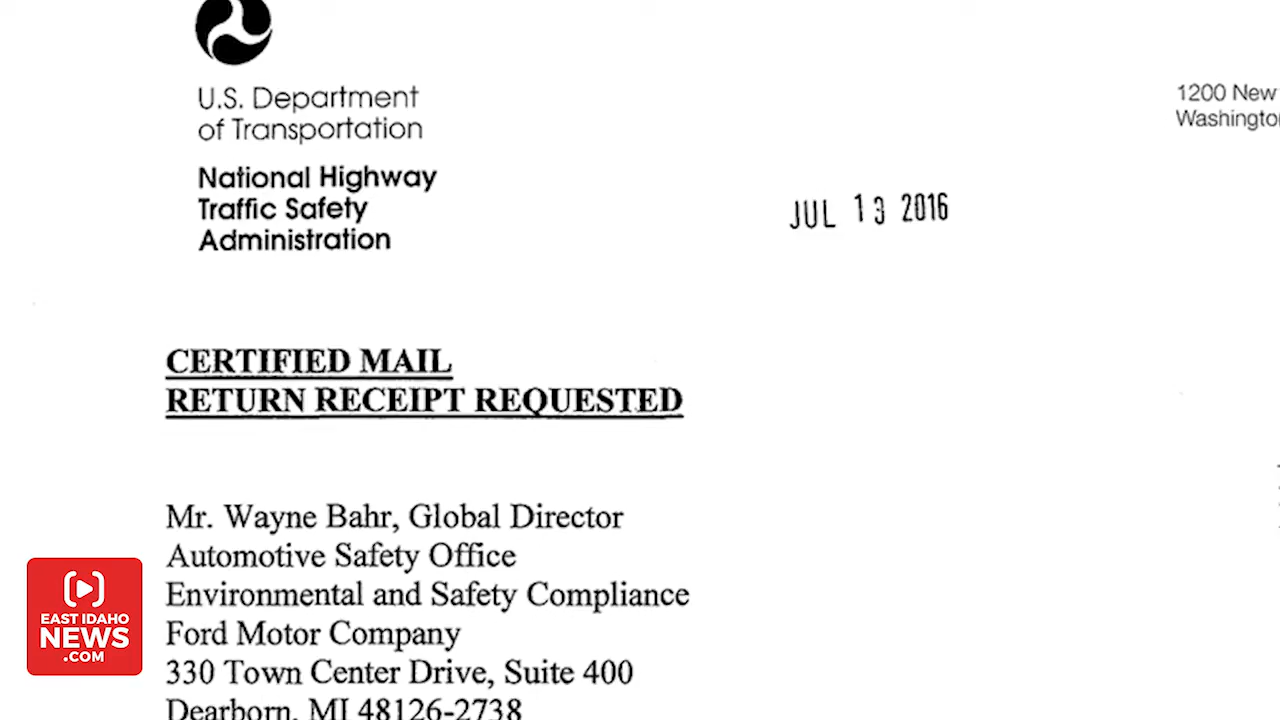 U.S. Department
of Transportation
National Highway
Traffic Safety
Administration
1200 New
JUL 13 2016
CERTIFIED MAIL
RETURN RECEIPT REQUESTED
Mr. Wayne Bahr, Global Director
Automotive Safety Office
Environmental and Safety Compliance
Ford Motor Company
330 Town Center Drive, Suite 400
Dearborn, MI 48126-2738
EAST IDAHO
NEWS
.COM